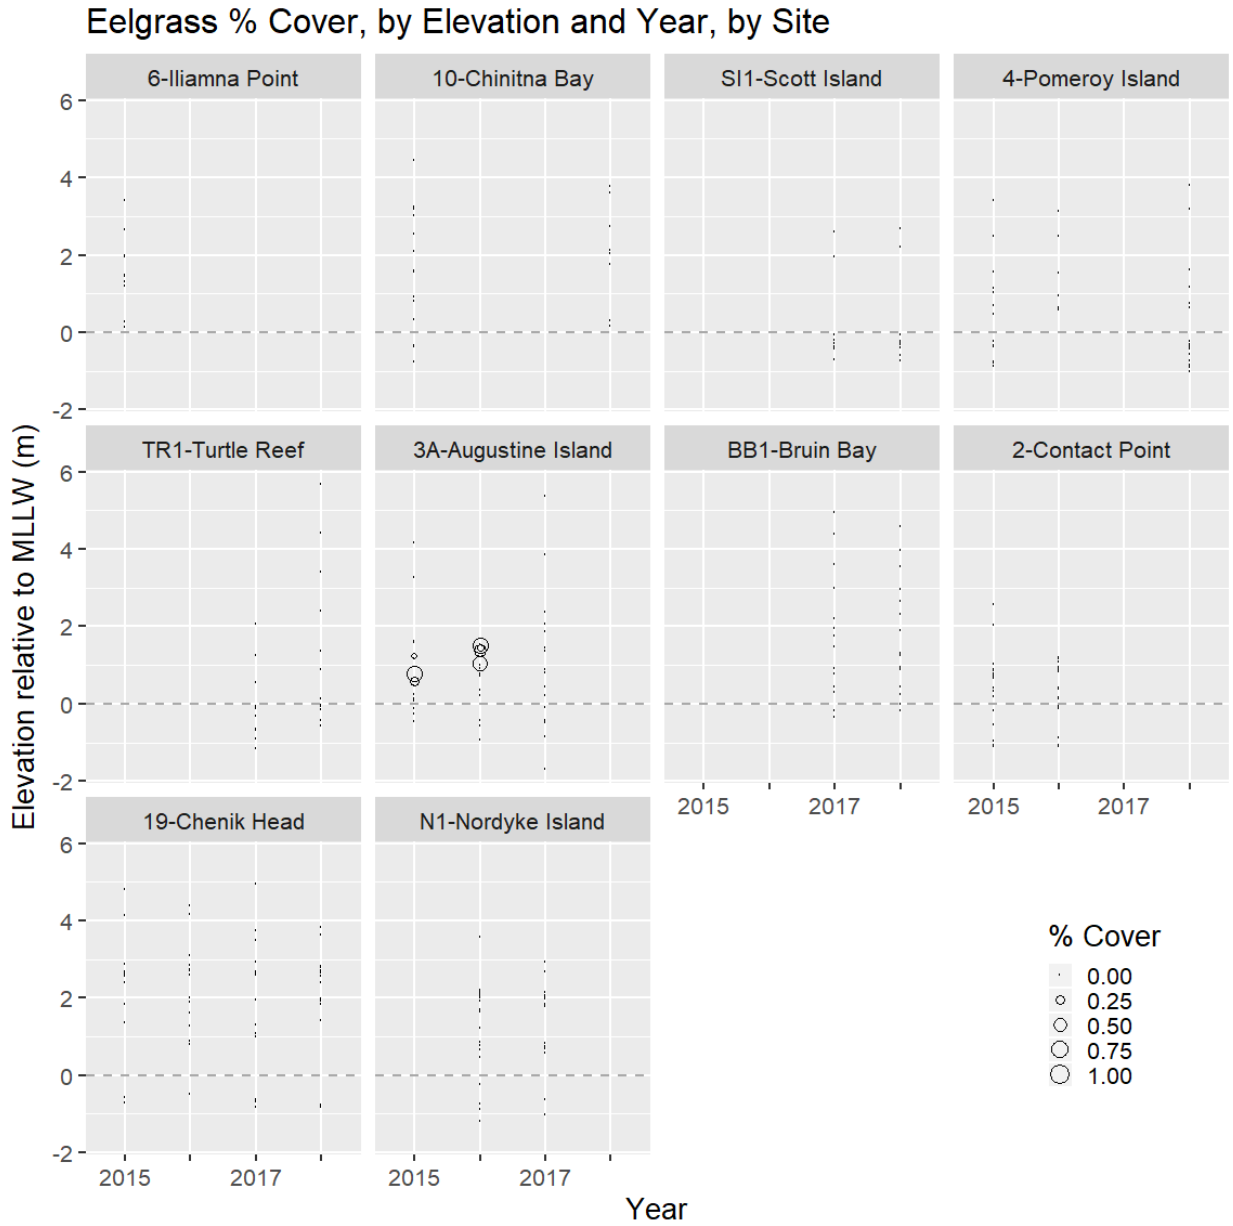 Eelgrass % Cover, by Elevation and Year, by Site
6-Iliamna Point
10-Chinitna Bay
SI1-Scott Island
4-Pomeroy Island
6
4
2
0
-2
TR1-Turtle Reef
3A-Augustine Island
BB1-Bruin Bay
2-Contact Point
6
4
2
0
-2
2015
2017
2015
2017
19-Chenik Head
N1-Nordyke Island
6
4
2
0
-2
2015
2017
2015
2017
Elevation relative to MLLW (m)
Year
% Cover
0.00
0.25
0.50
0.75
1.00